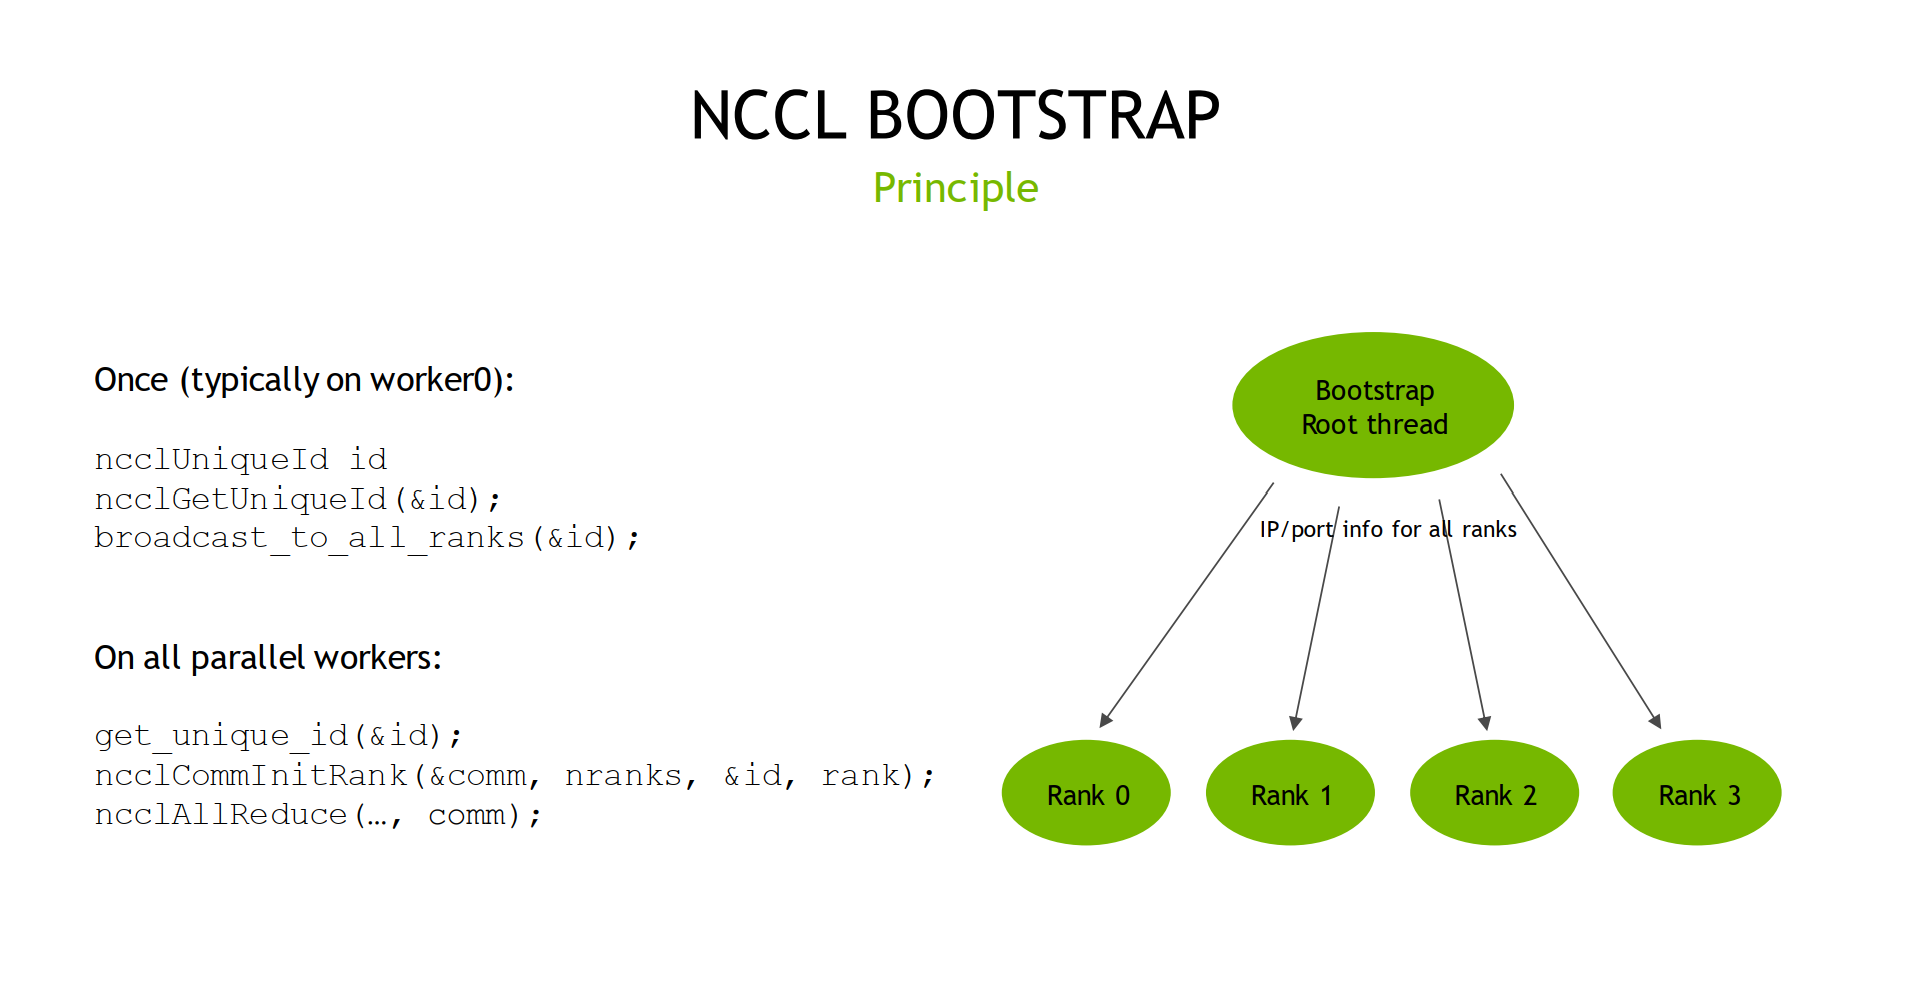 NCCL BOOTSTRAP
Principle
Once (typically on worker0):
ncclUniqueId id
ncclGetUniqueId(&id);
broadcast_to_all_ranks(&id);
On all parallel workers:
get_unique_id(&id);
ncclCommInitRank(&comm, nranks, &id, rank);
ncclAllReduce(…, comm);
Bootstrap
Root thread
IP/port info for all ranks
Rank 0
Rank 1
Rank 2
Rank 3